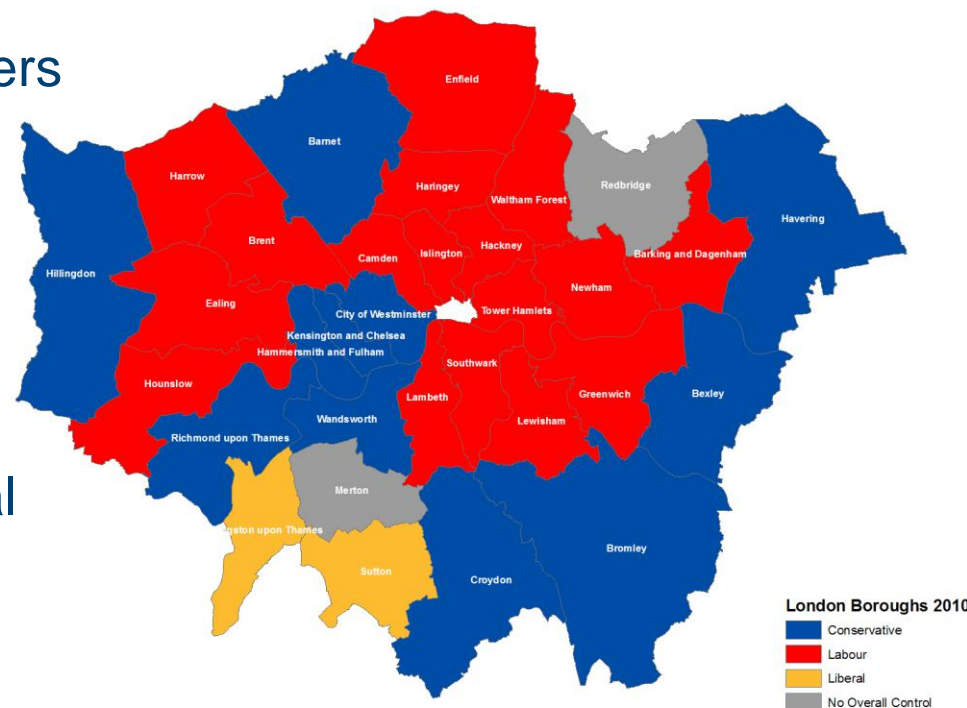 ers
al
Enfield
Barnet
Harrow
Haringey
Redbridge
Waltham Forest
Havering
Brent
Hackney
Islington
Camden
Barking and Dagenham
Hillingdon
Newham
Ealing
City of Westminster
Tower Hamlets
Kensington and Chelsea
Hammersmith and Fulham
Southwark
Hounslow
Greenwich
Bexley
Lambeth
Wandsworth
Lewisham
Richmond upon Thames
Merton
gston upon Thames
Bromley
Sutton
Croydon
London Boroughs 2010
Conservative
Labour
Liberal
No Overall Control